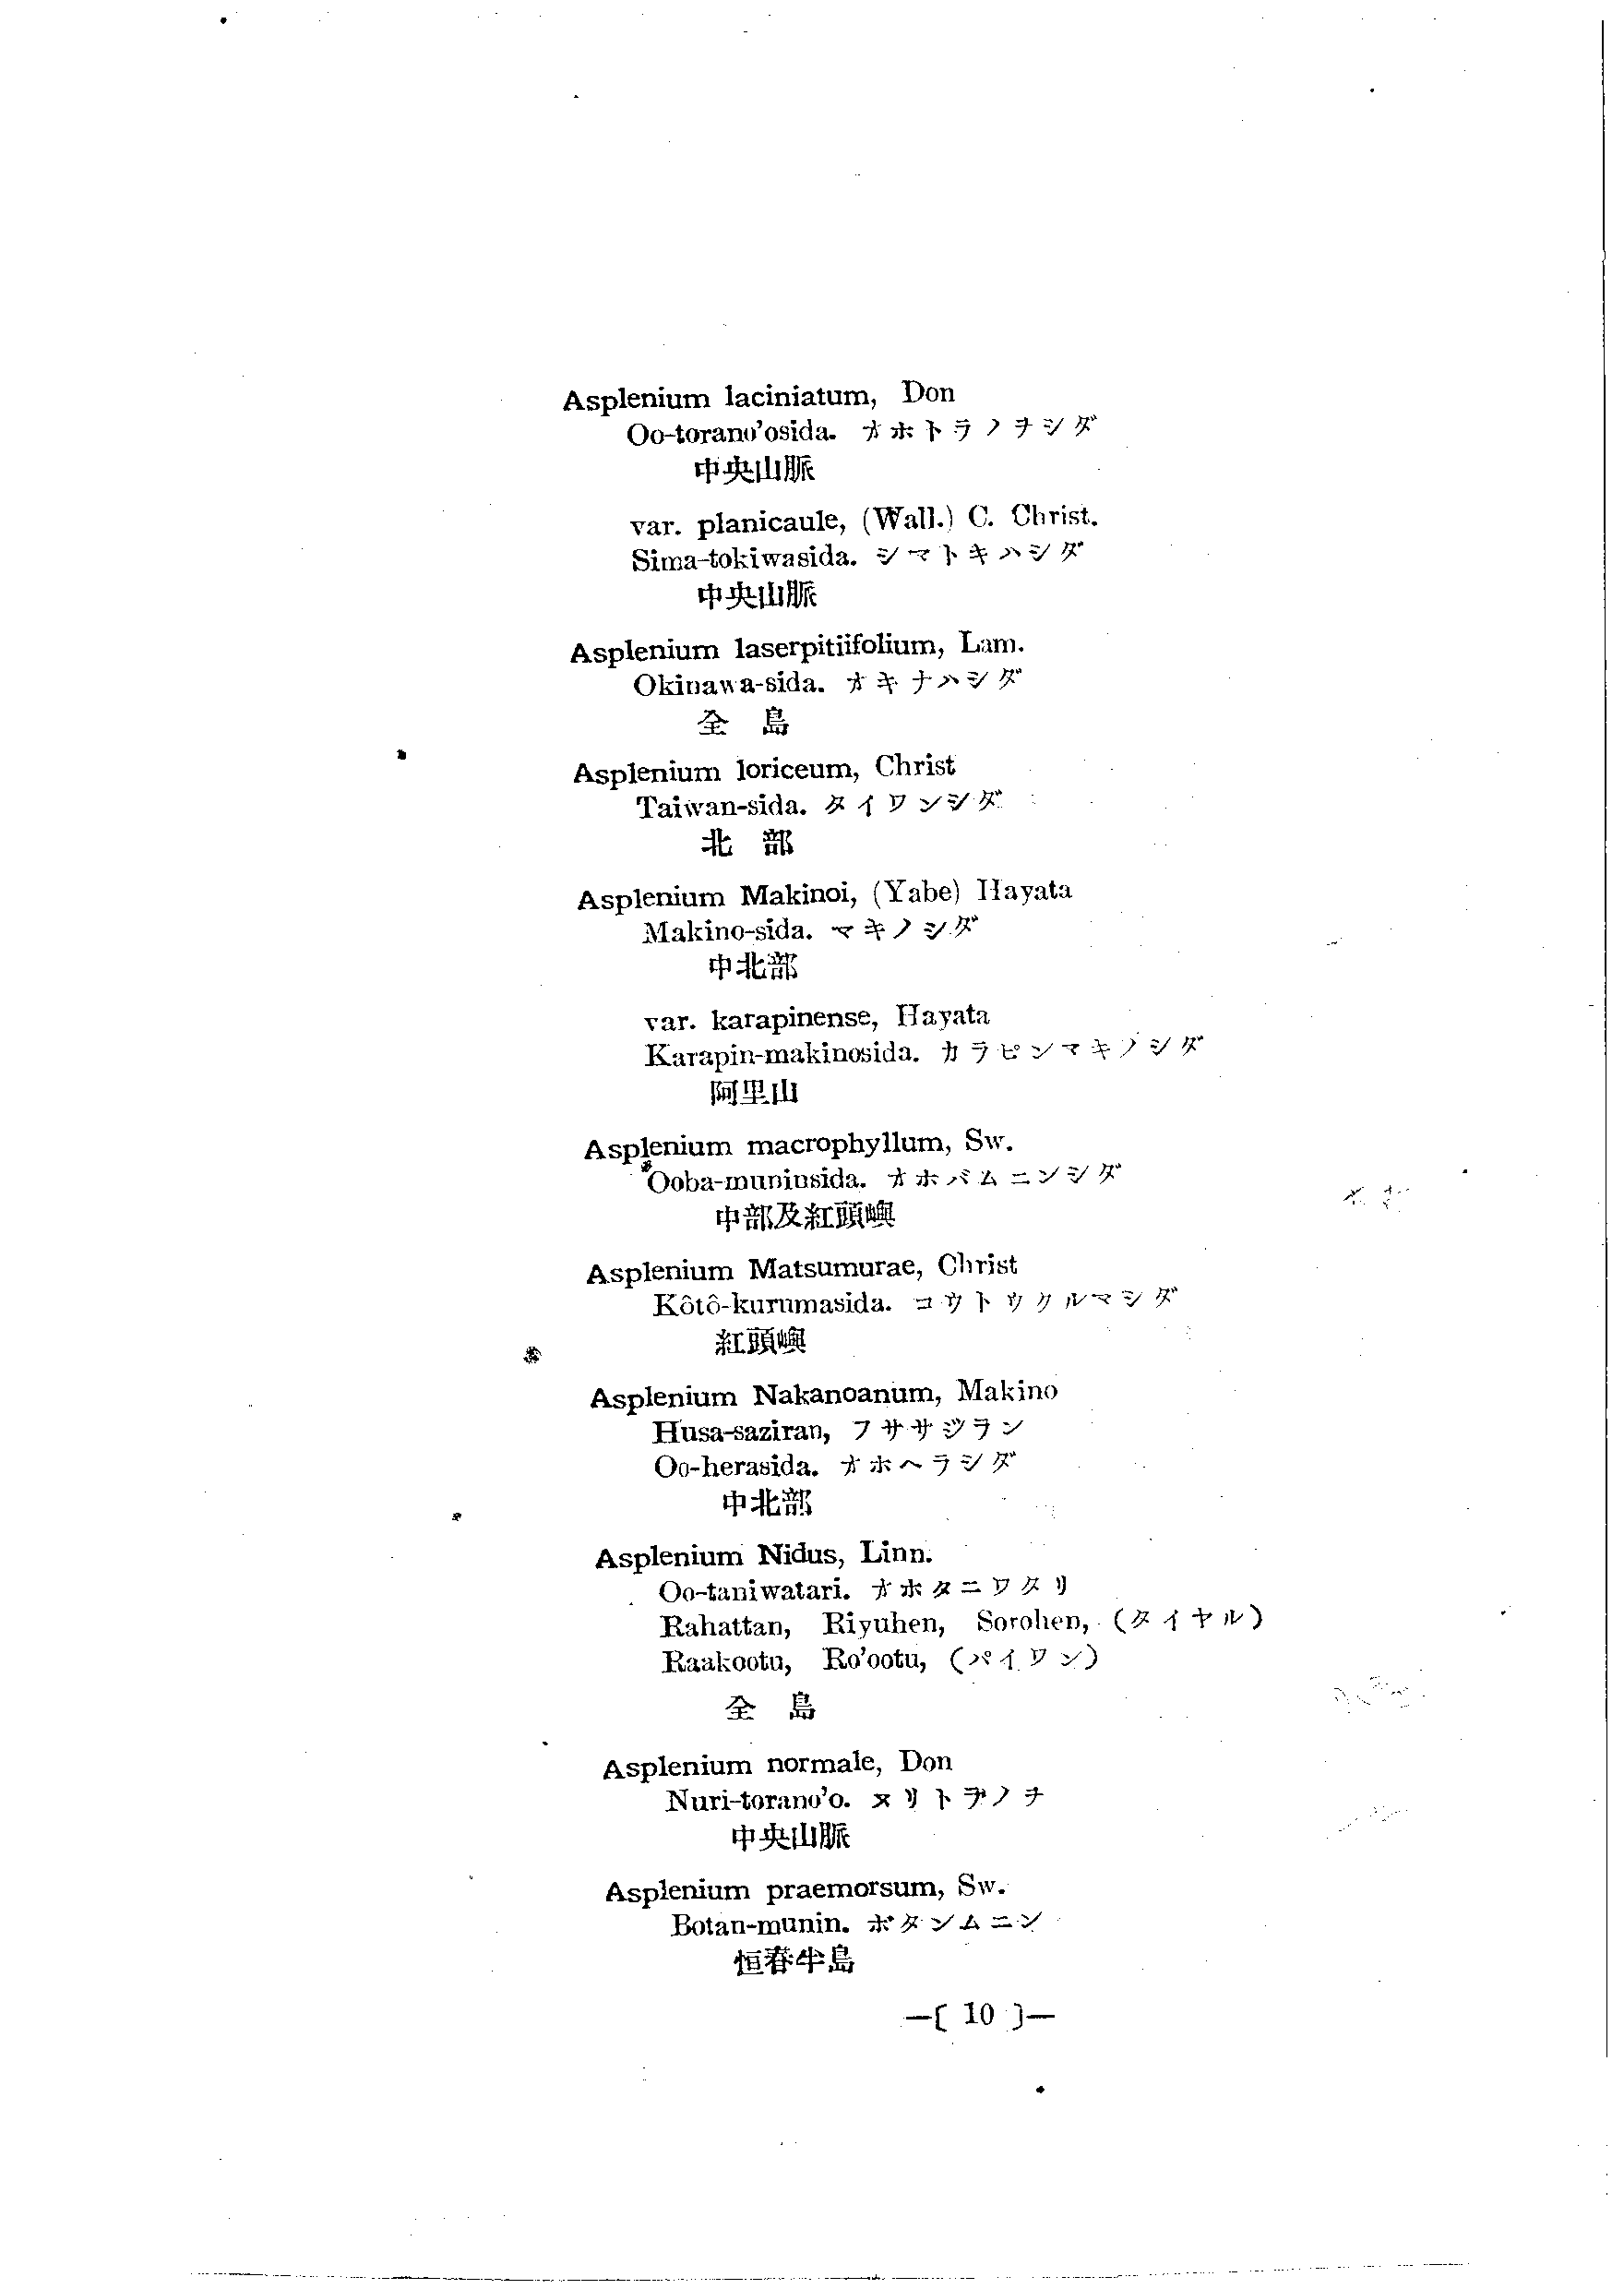 Asplenium laciniatum, Don
Oo-torano'osida. オホトラノヲシダ
中央山脈
var. planicaule, (Wall.) C. Christ.
Sima-tokiwasida. シマトキハシダ
中央山脈
Asplenium laserpitiifolium, Lam.
Okinawa-sida. オキナハシダ
全島
Asplenium loriceum, Christ
Taiwan-sida. タイワンシダ
北部
Asplenium Makinoi, (Yabe) Hayata
Makino-sida. マキノシダ
中北部
var. karapinense, Hayata
Karapin-makinosida. カラピンマキノシダ
阿里山
Asplenium macrophyllum, Sw.
Ooba-muninsida. オホバムニンシダ
中部及紅頭嶼
Asplenium Matsumurae, Christ
Kôtô-kurumasida. コウトウクルマシダ
紅頭嶼
Asplenium Nakanoanum, Makino
Husa-saziran, フササジラン
Oo-herasida. オホヘラシダ
中北部
Asplenium Nidus, Linn.
Oo-taniwatari. オホタニワタリ
Rahattan, Riyuhen, Sorohen, (タイヤル)
Raakootu, Ro'ootu, (パイワン)
全島
Asplenium normale, Don
Nuri-torano'o. ヌリトラノヲ
中央山脈
Asplenium praemorsum, Sw.
Botan-munin. ボタンムニン
恒春半島
—[ 10 ]—